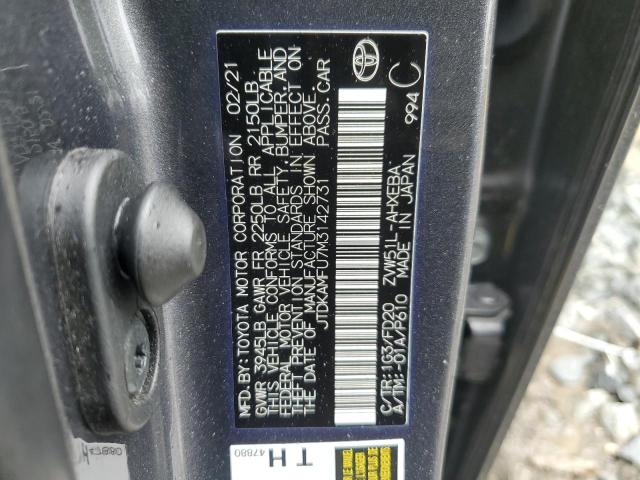 MFD. BY: TOYOTA MOTOR CORPORATION 02/21
GVWR 3945LB GAWR FR 2250LB RR 2150LB
THIS VEHICLE CONFORMS TO ALL APPLICABLE
FEDERAL MOTOR VEHICLE SAFETY, BUMPER, AND
THEFT PREVENTION STANDARDS IN EFFECT ON
THE DATE OF MANUFACTURE SHOWN ABOVE.
JTDKAMFU7M3142731 PASS. CAR
C/TR: 1G3/FD20 ZVW51L-AHXEBA
A/TM: -01A/P610 MADE IN JAPAN
994 C
TH
47880